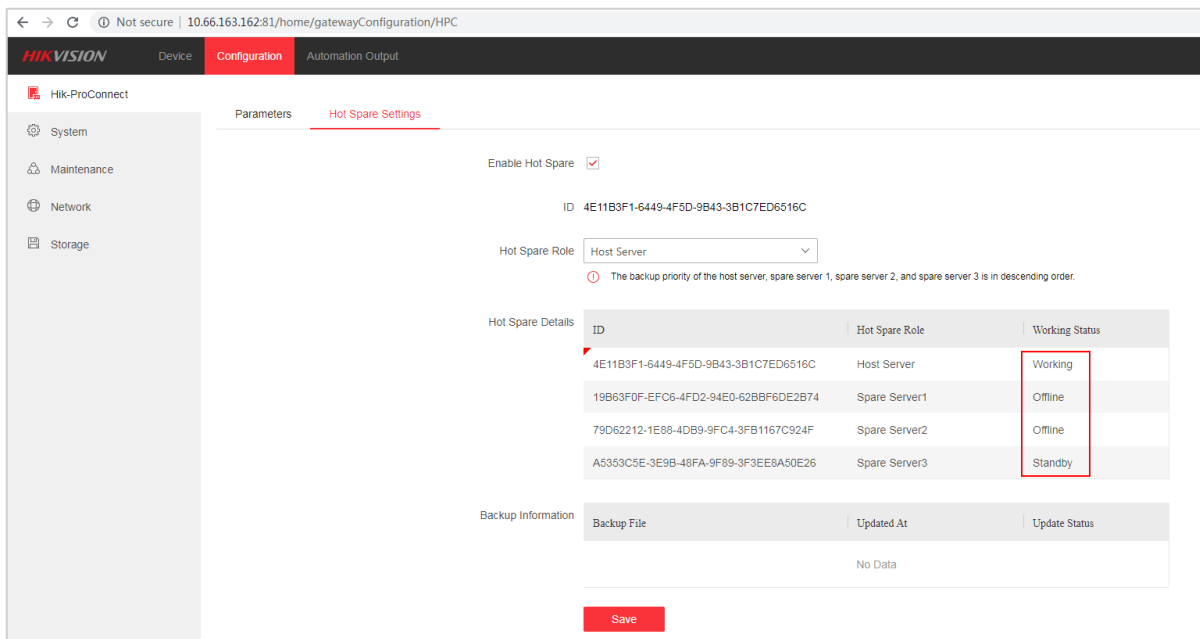 Not secure | 10.66.163.162:81/home/gatewayConfiguration/HPC
HIKVISION Device Configuration Automation Output
Hik-ProConnect
System
Maintenance
Network
Storage
Parameters Hot Spare Settings
Enable Hot Spare
ID 4E11B3F1-6449-4F5D-9B43-3B1C7ED6516C
Hot Spare Role Host Server
The backup priority of the host server, spare server 1, spare server 2, and spare server 3 is in descending order.
Hot Spare Details ID Hot Spare Role Working Status
4E11B3F1-6449-4F5D-9B43-3B1C7ED6516C Host Server Working
19B63F0F-EFC6-4FD2-94E0-62BBF6DE2B74 Spare Server1 Offline
79D62212-1E88-4DB9-9FC4-3FB1167C924F Spare Server2 Offline
A5353C5E-3E9B-48FA-9F89-3F3EE8A50E26 Spare Server3 Standby
Backup Information Backup File Updated At Update Status
No Data
Save